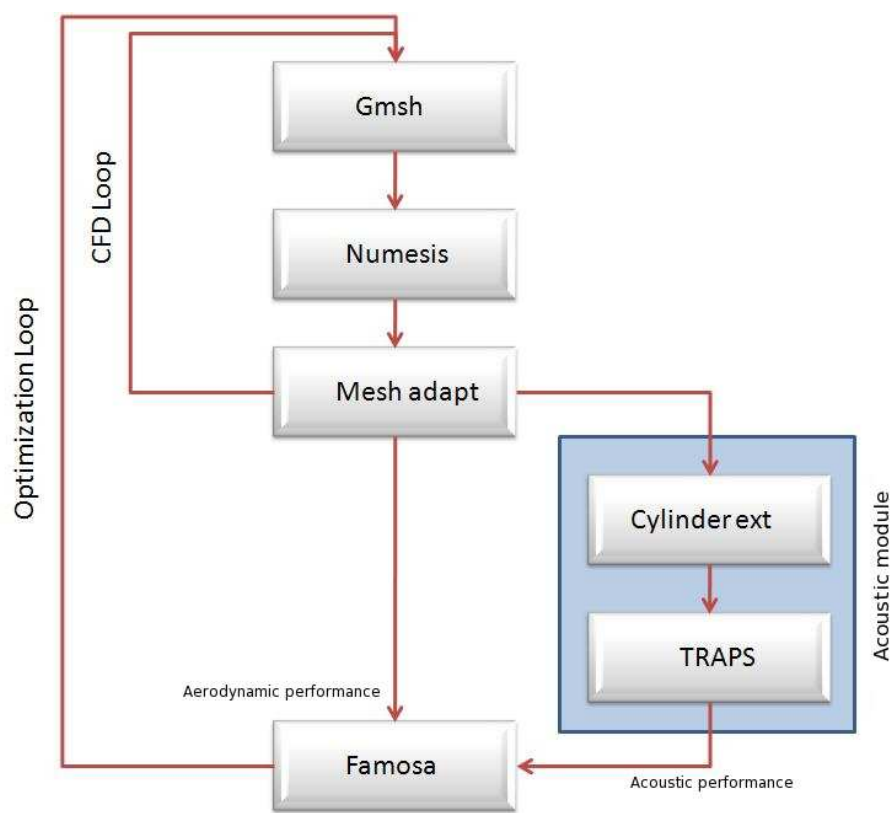 Gmsh
CFD Loop
Numesis
Optimization Loop
Mesh adapt
Cylinder ext
Acoustic module
TRAPS
Aerodynamic performance
Famosa
Acoustic performance